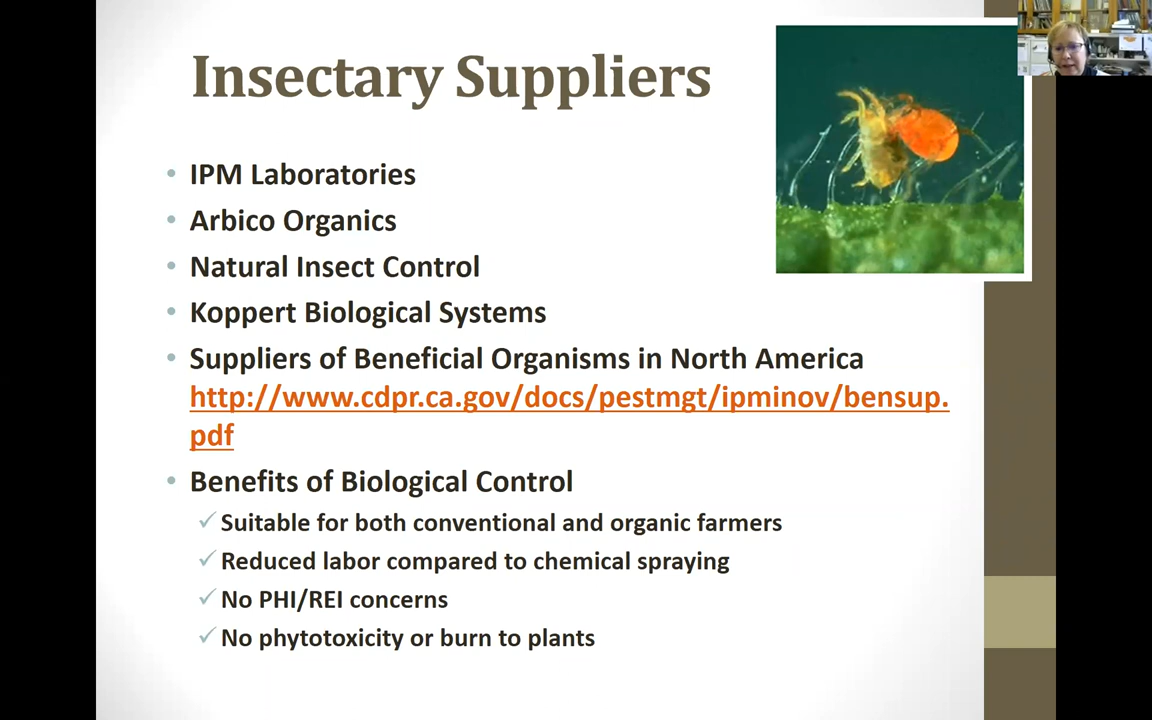 Insectary Suppliers
IPM Laboratories
Arbico Organics
Natural Insect Control
Koppert Biological Systems
Suppliers of Beneficial Organisms in North America
http://www.cdpr.ca.gov/docs/pestmgt/ipminov/bensup.
pdf
Benefits of Biological Control
Suitable for both conventional and organic farmers
Reduced labor compared to chemical spraying
No PHI/REI concerns
No phytotoxicity or burn to plants